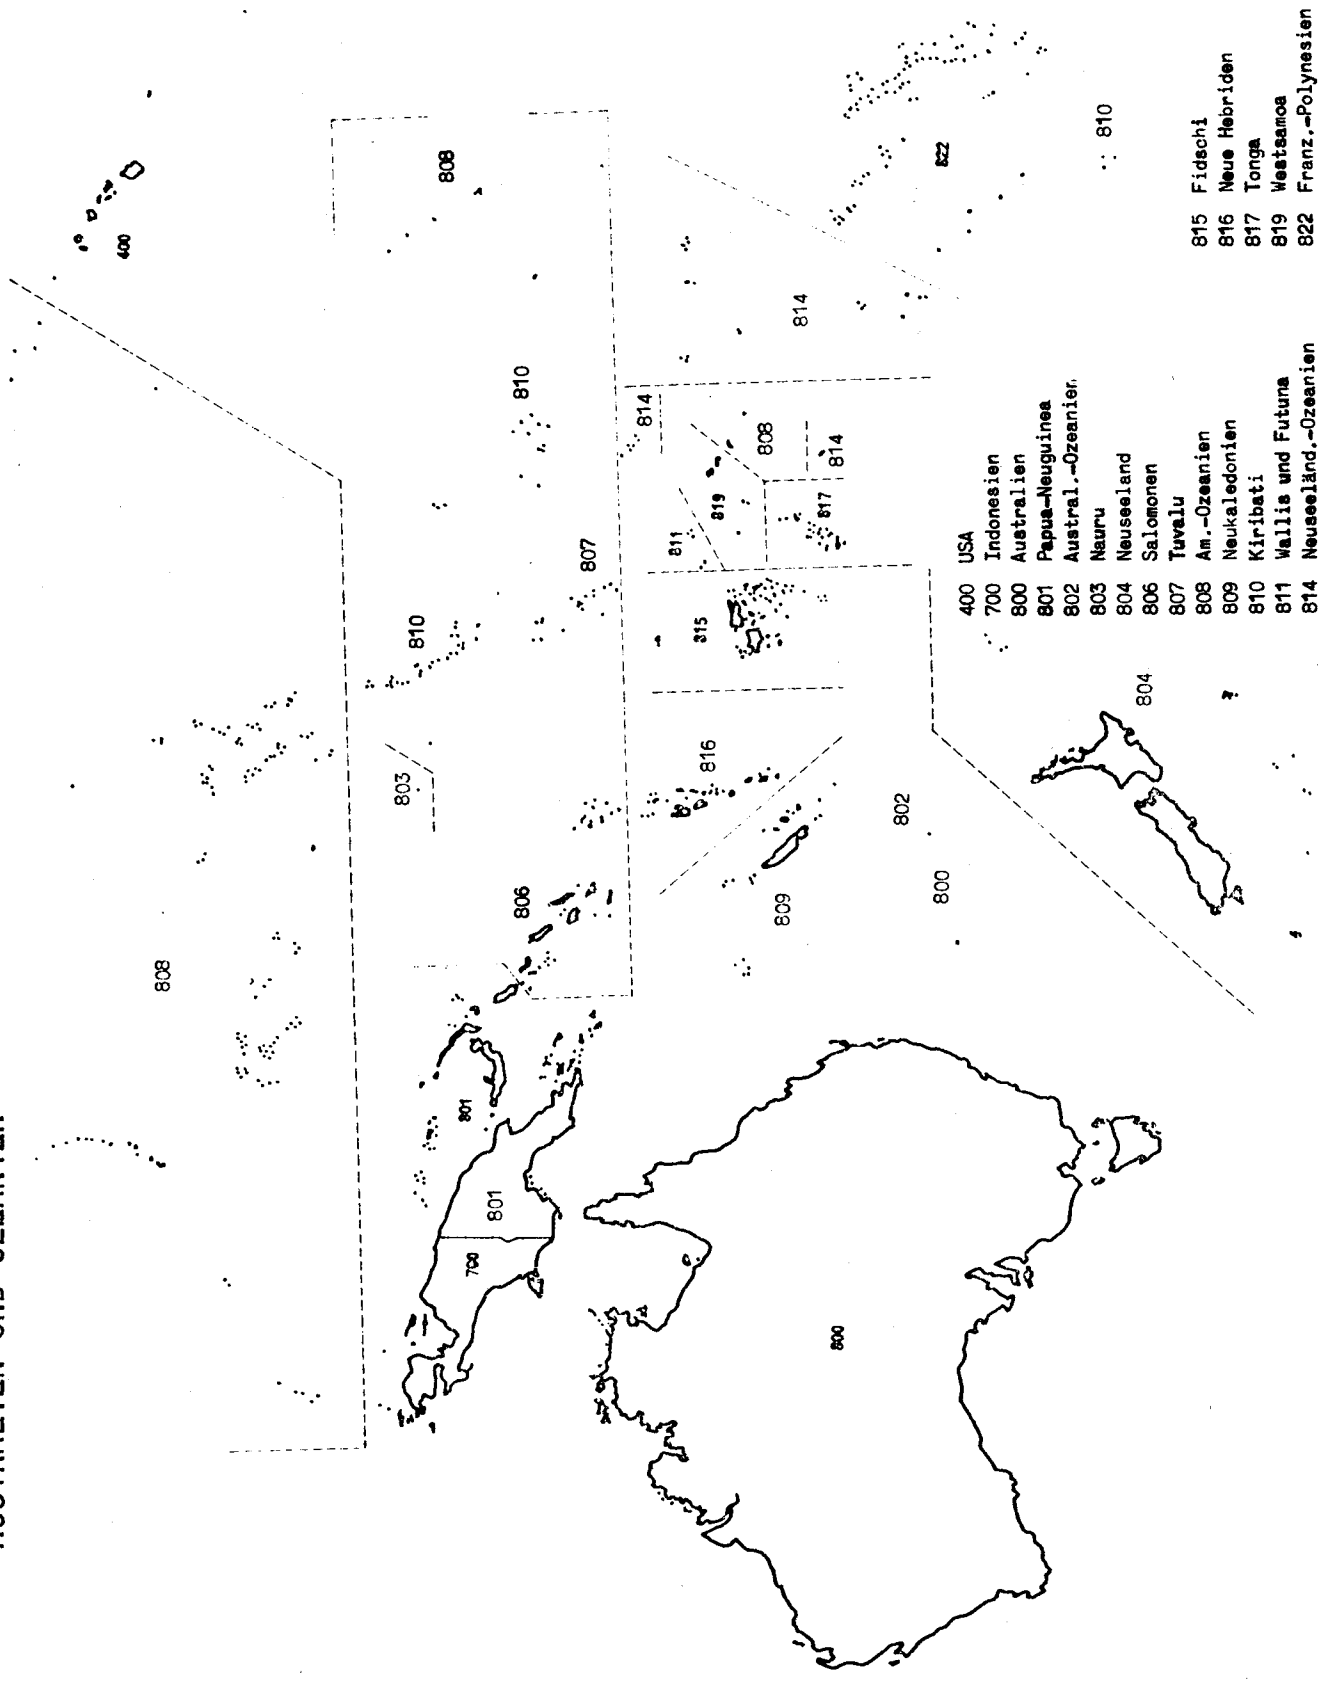 AUSTRALIEN UND OZEANIEN
400
808
803
810
808
801
700
801
806
810
807
814
811
815
816
819
808
809
814
817
814
800
802
800
822
810
804
400 USA
700 Indonesien
800 Australien
801 Papua-Neuguinea
802 Austral.-Ozeanien
803 Nauru
804 Neuseeland
806 Salomonen
807 Tuvalu
808 Am.-Ozeanien
809 Neukaledonien
810 Kiribati
811 Wallis und Futuna
814 Neuseeländ.-Ozeanien
815 Fidschi
816 Neue Hebriden
817 Tonga
819 Westsamoa
822 Franz.-Polynesien